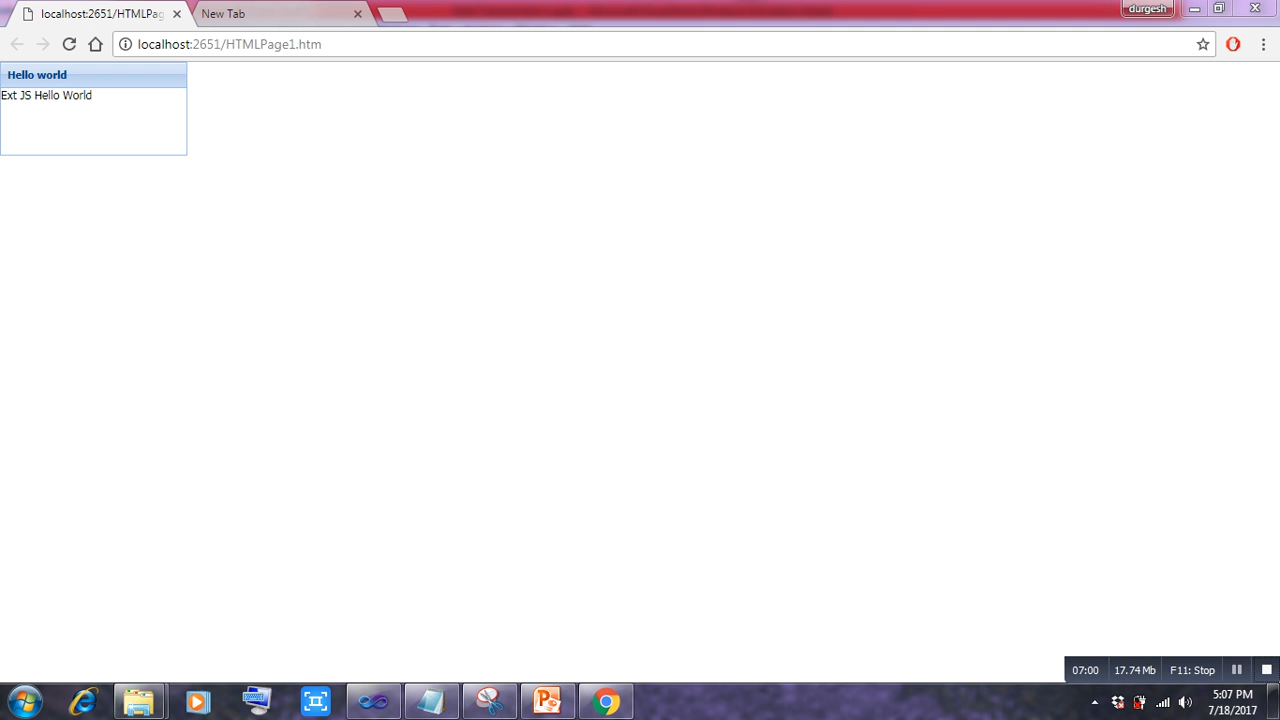 durgesh
localhost:2651/HTMLPag
New Tab
localhost:2651/HTMLPage1.htm
Hello world
Ext JS Hello World
07:00 17.74 Mb F11: Stop
5:07 PM
7/18/2017